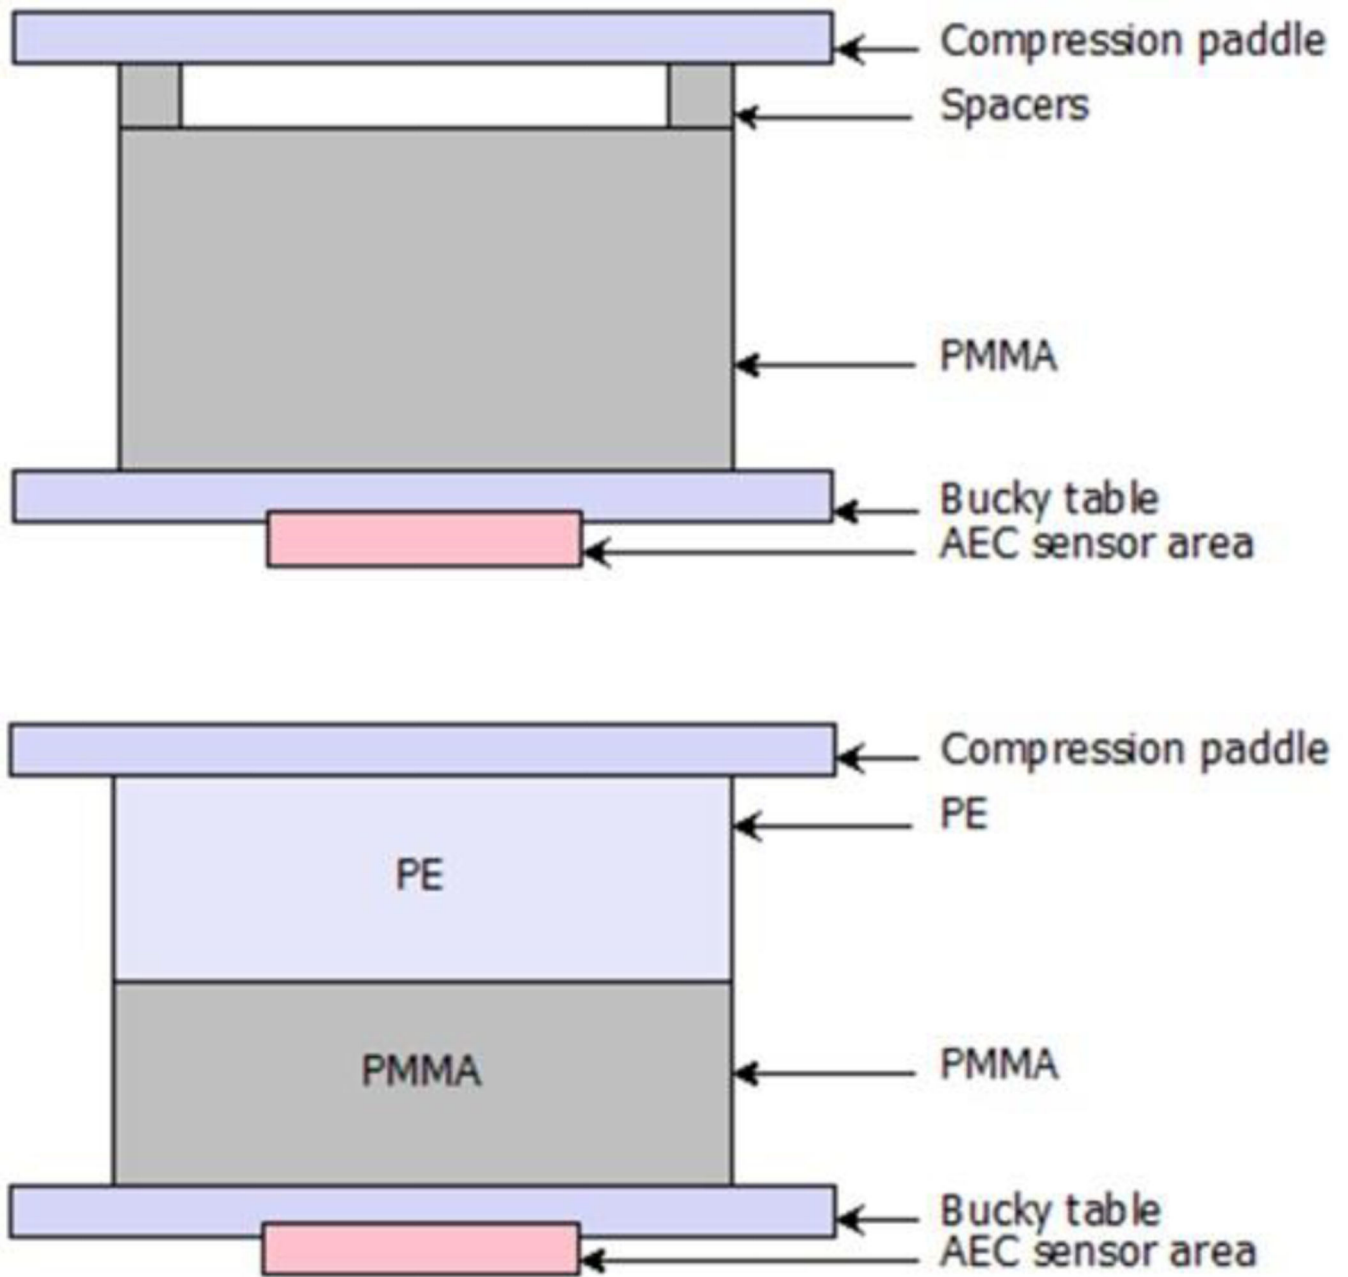 Compression paddle
Spacers
PMMA
Bucky table
AEC sensor area
Compression paddle
PE
PE
PMMA
PMMA
Bucky table
AEC sensor area